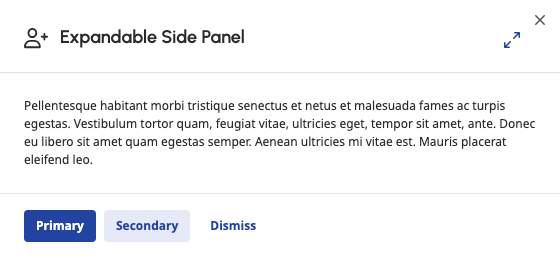 Expandable Side Panel
Pellentesque habitant morbi tristique senectus et netus et malesuada fames ac turpis
egestas. Vestibulum tortor quam, feugiat vitae, ultricies eget, tempor sit amet, ante. Donec
eu libero sit amet quam egestas semper. Aenean ultricies mi vitae est. Mauris placerat
eleifend leo.
Primary Secondary Dismiss